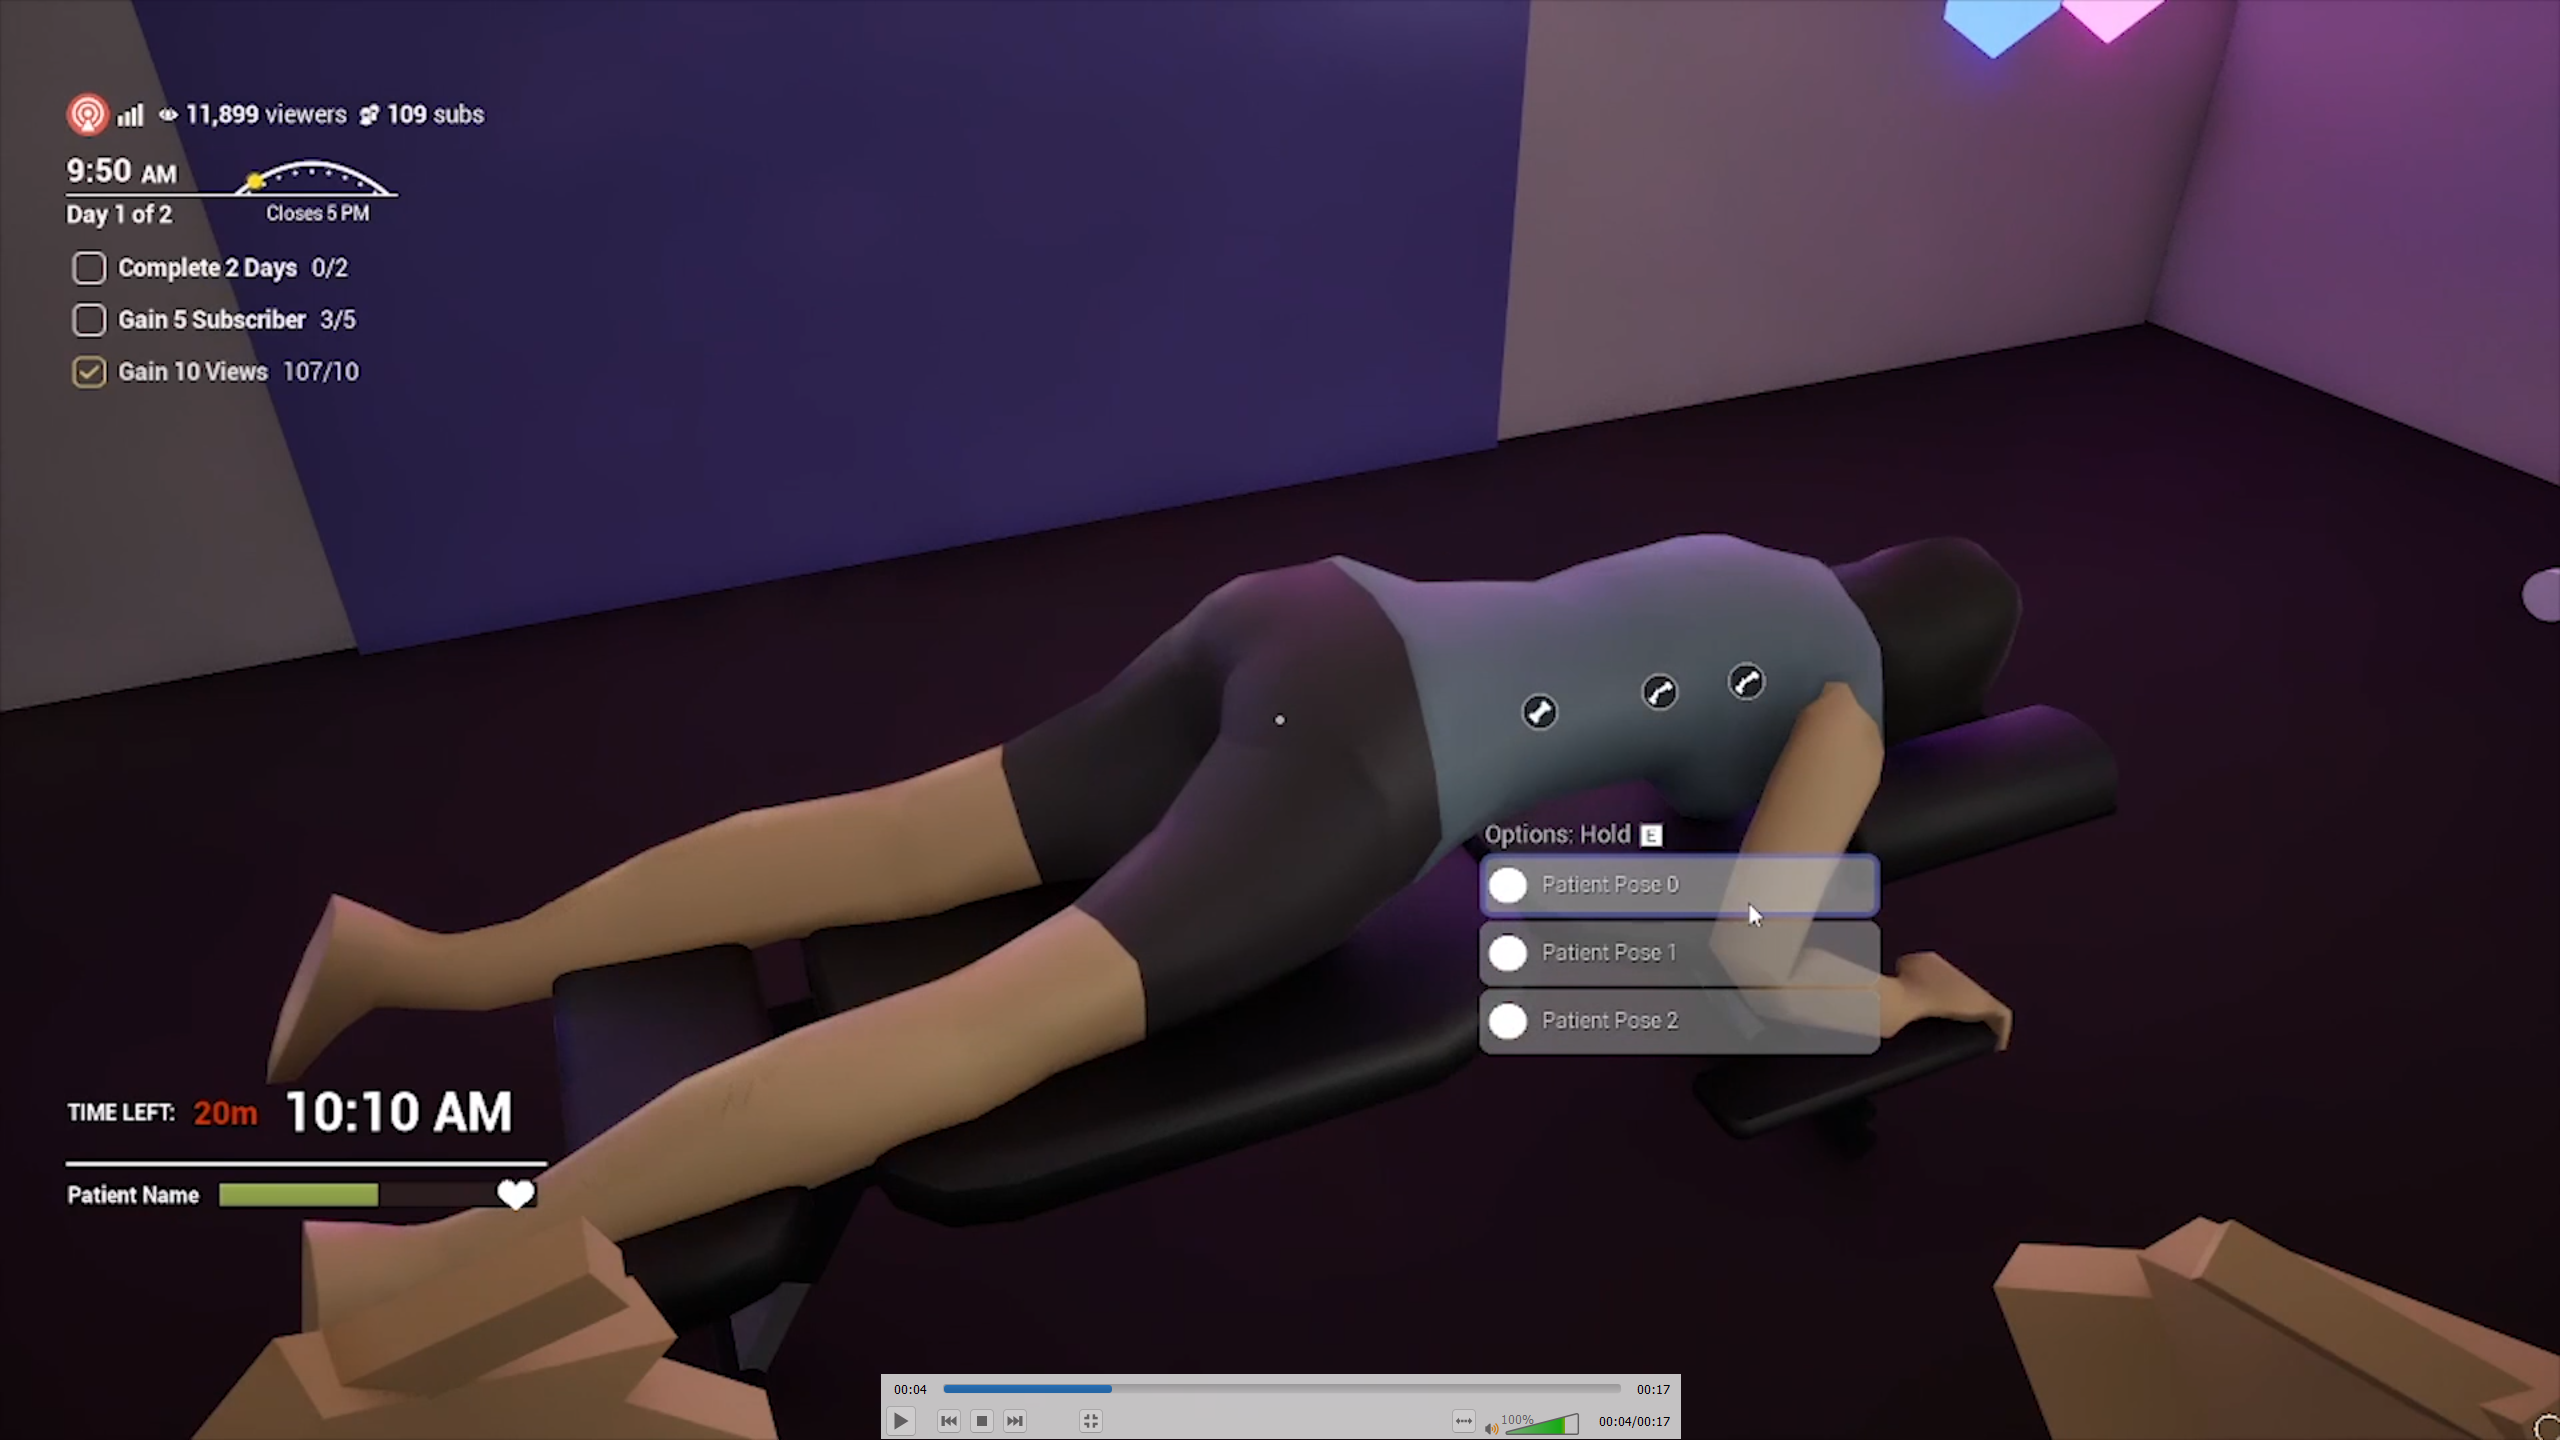 11,899 viewers 109 subs
9:50 AM
Day 1 of 2
Closes 5 PM
Complete 2 Days 0/2
Gain 5 Subscriber 3/5
Gain 10 Views 107/10
Options: Hold E
Patient Pose 0
Patient Pose 1
Patient Pose 2
TIME LEFT: 20m 10:10 AM
Patient Name
00:04 00:17
100% 00:04/00:17